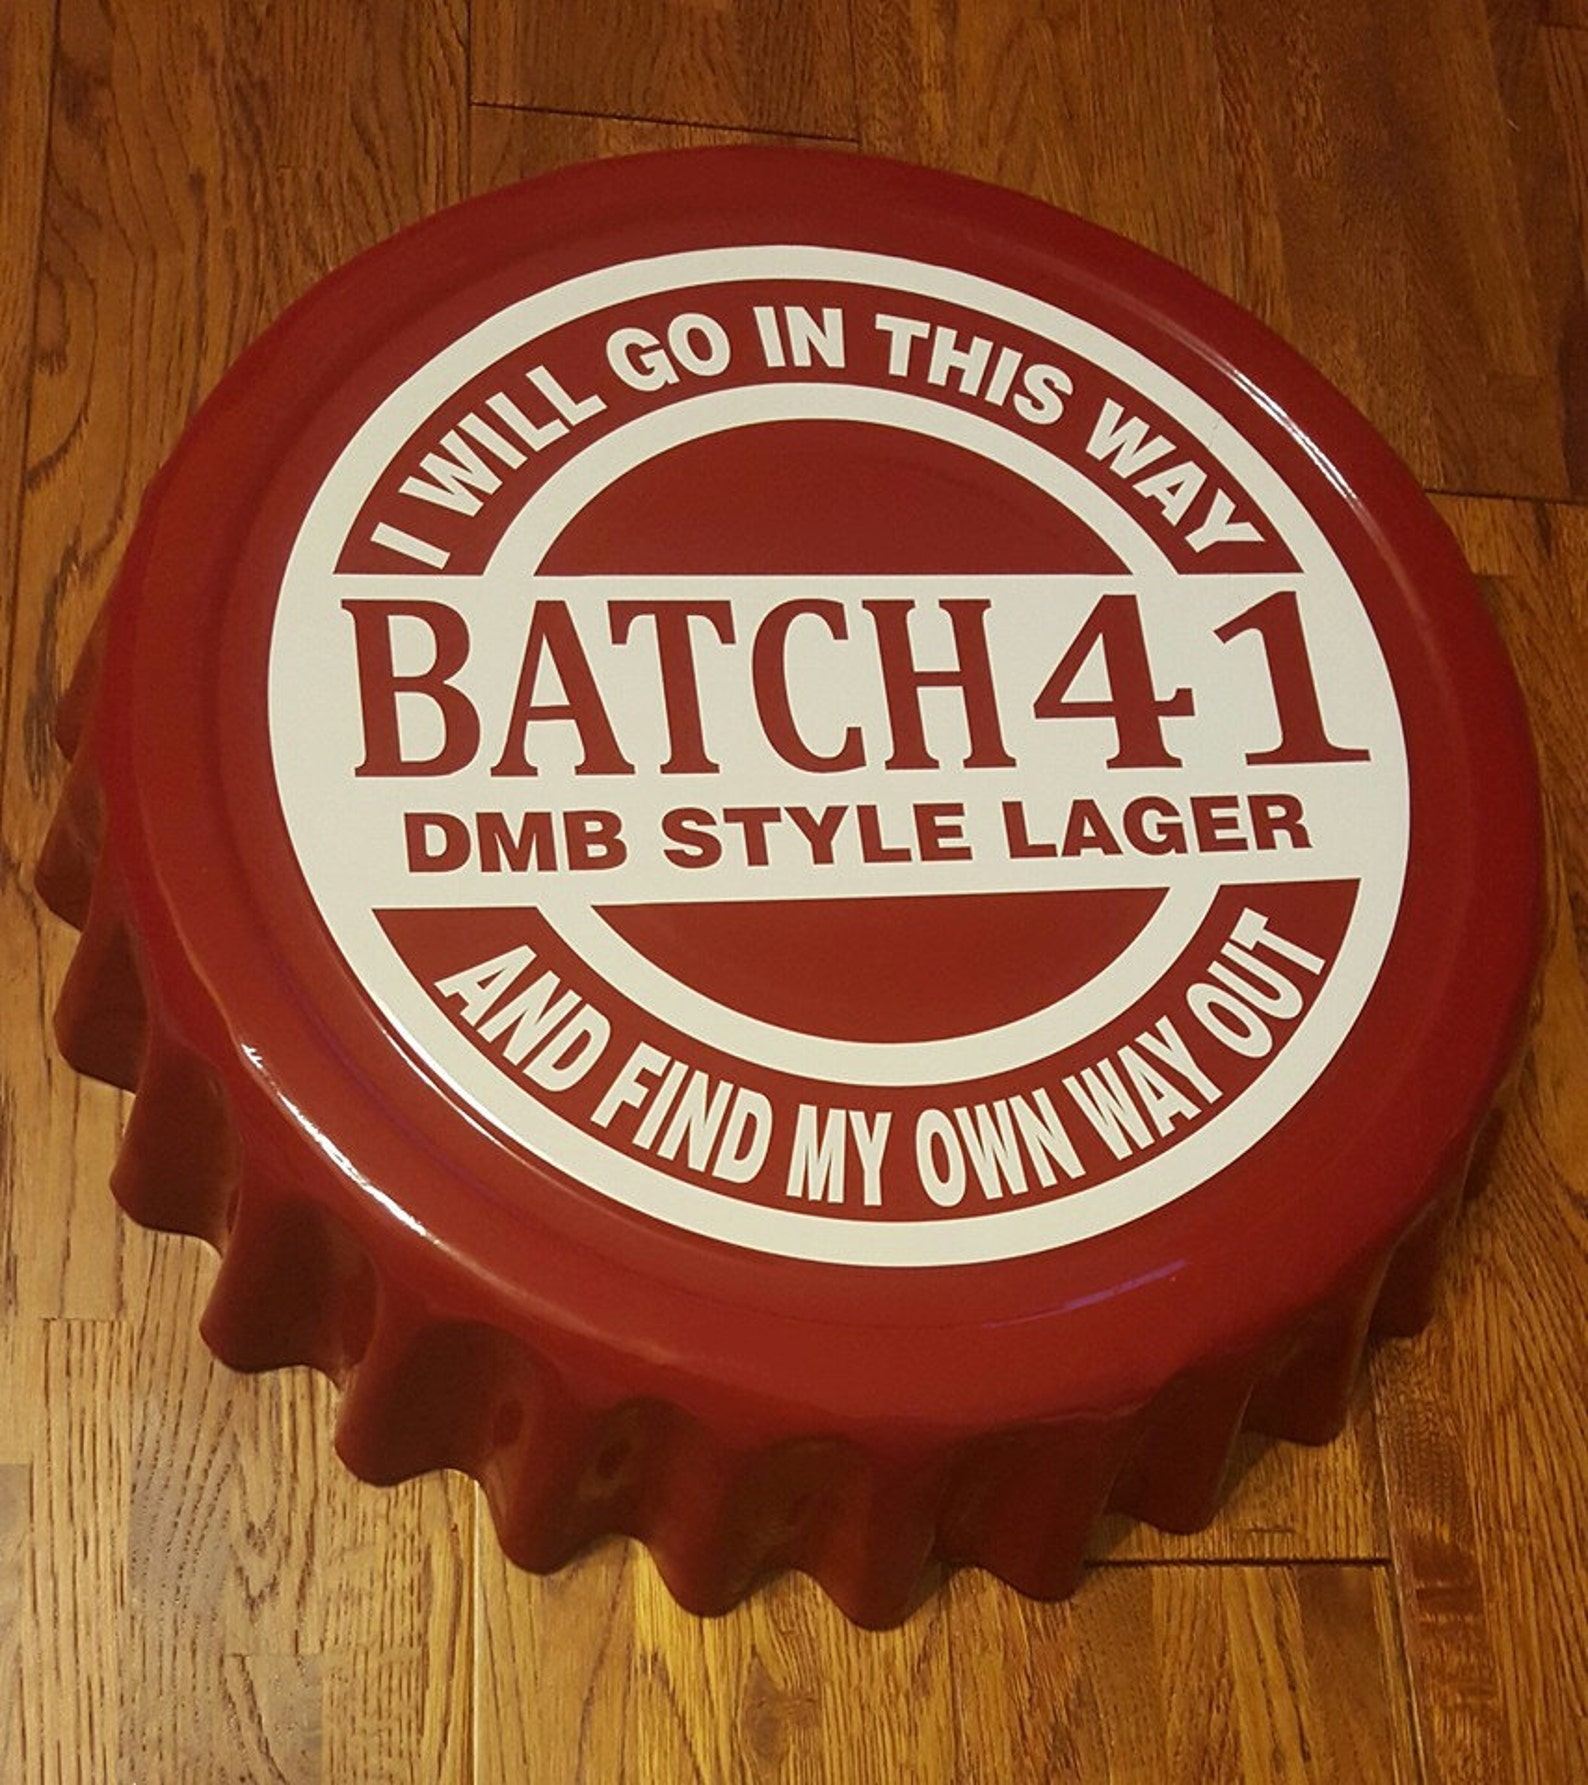 I WILL GO IN THIS WAY
BATCH 41
DMB STYLE LAGER
AND FIND MY OWN WAY OUT